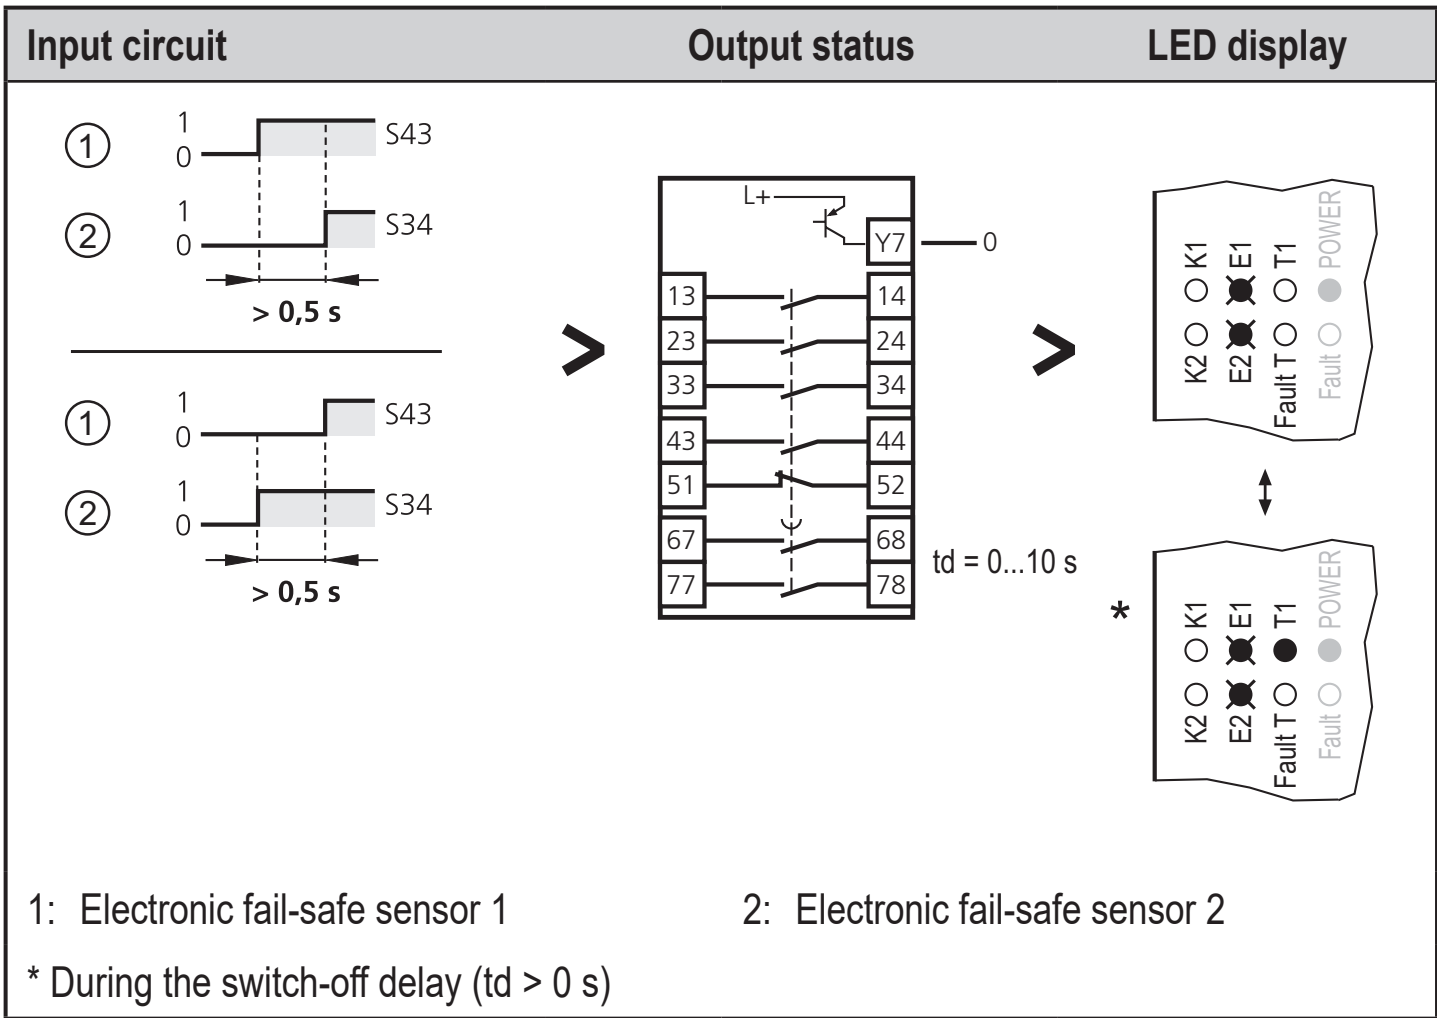 Input circuit Output status LED display
1 1 0 S43
2 1 0 S34
> 0,5 s
1 1 0 S43
2 1 0 S34
> 0,5 s
>
L+
Y7 0
13 14
23 24
33 34
43 44
51 52
67 68
77 78
td = 0...10 s
>
K1 E1 T1 POWER
K2 E2 Fault T Fault
*
K1 E1 T1 POWER
K2 E2 Fault T Fault
1: Electronic fail-safe sensor 1 2: Electronic fail-safe sensor 2
* During the switch-off delay (td > 0 s)